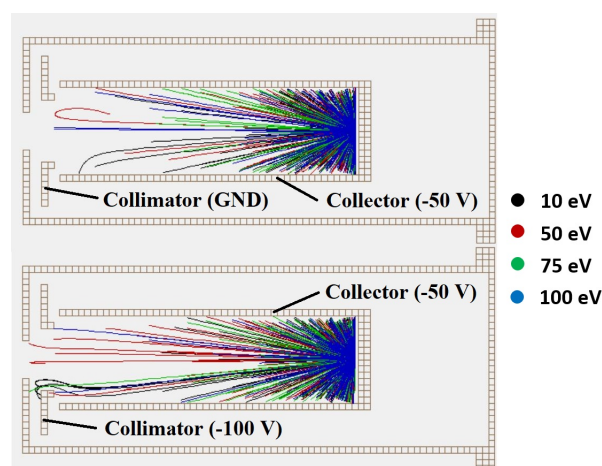 Collimator (GND)
Collector (-50 V)
10 eV
50 eV
75 eV
100 eV
Collector (-50 V)
Collimator (-100 V)